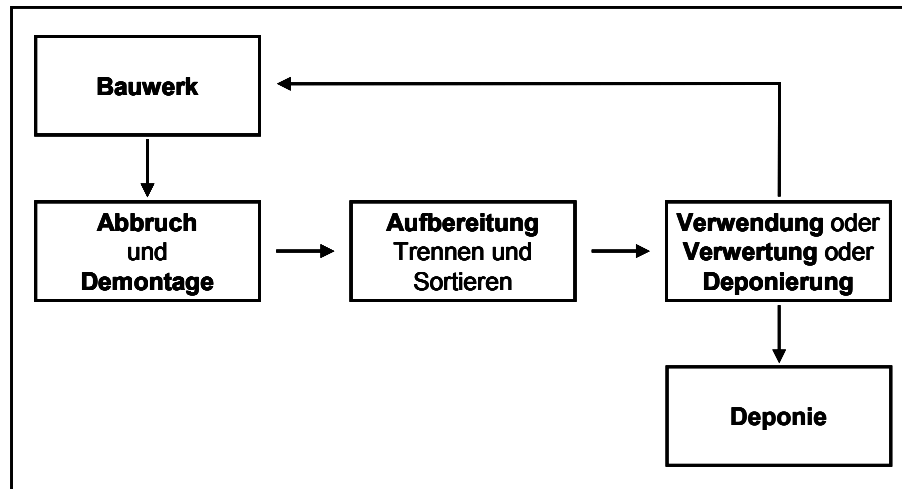 Bauwerk
Abbruch
und
Demontage
Aufbereitung
Trennen und
Sortieren
Verwendung oder
Verwertung oder
Deponierung
Deponie